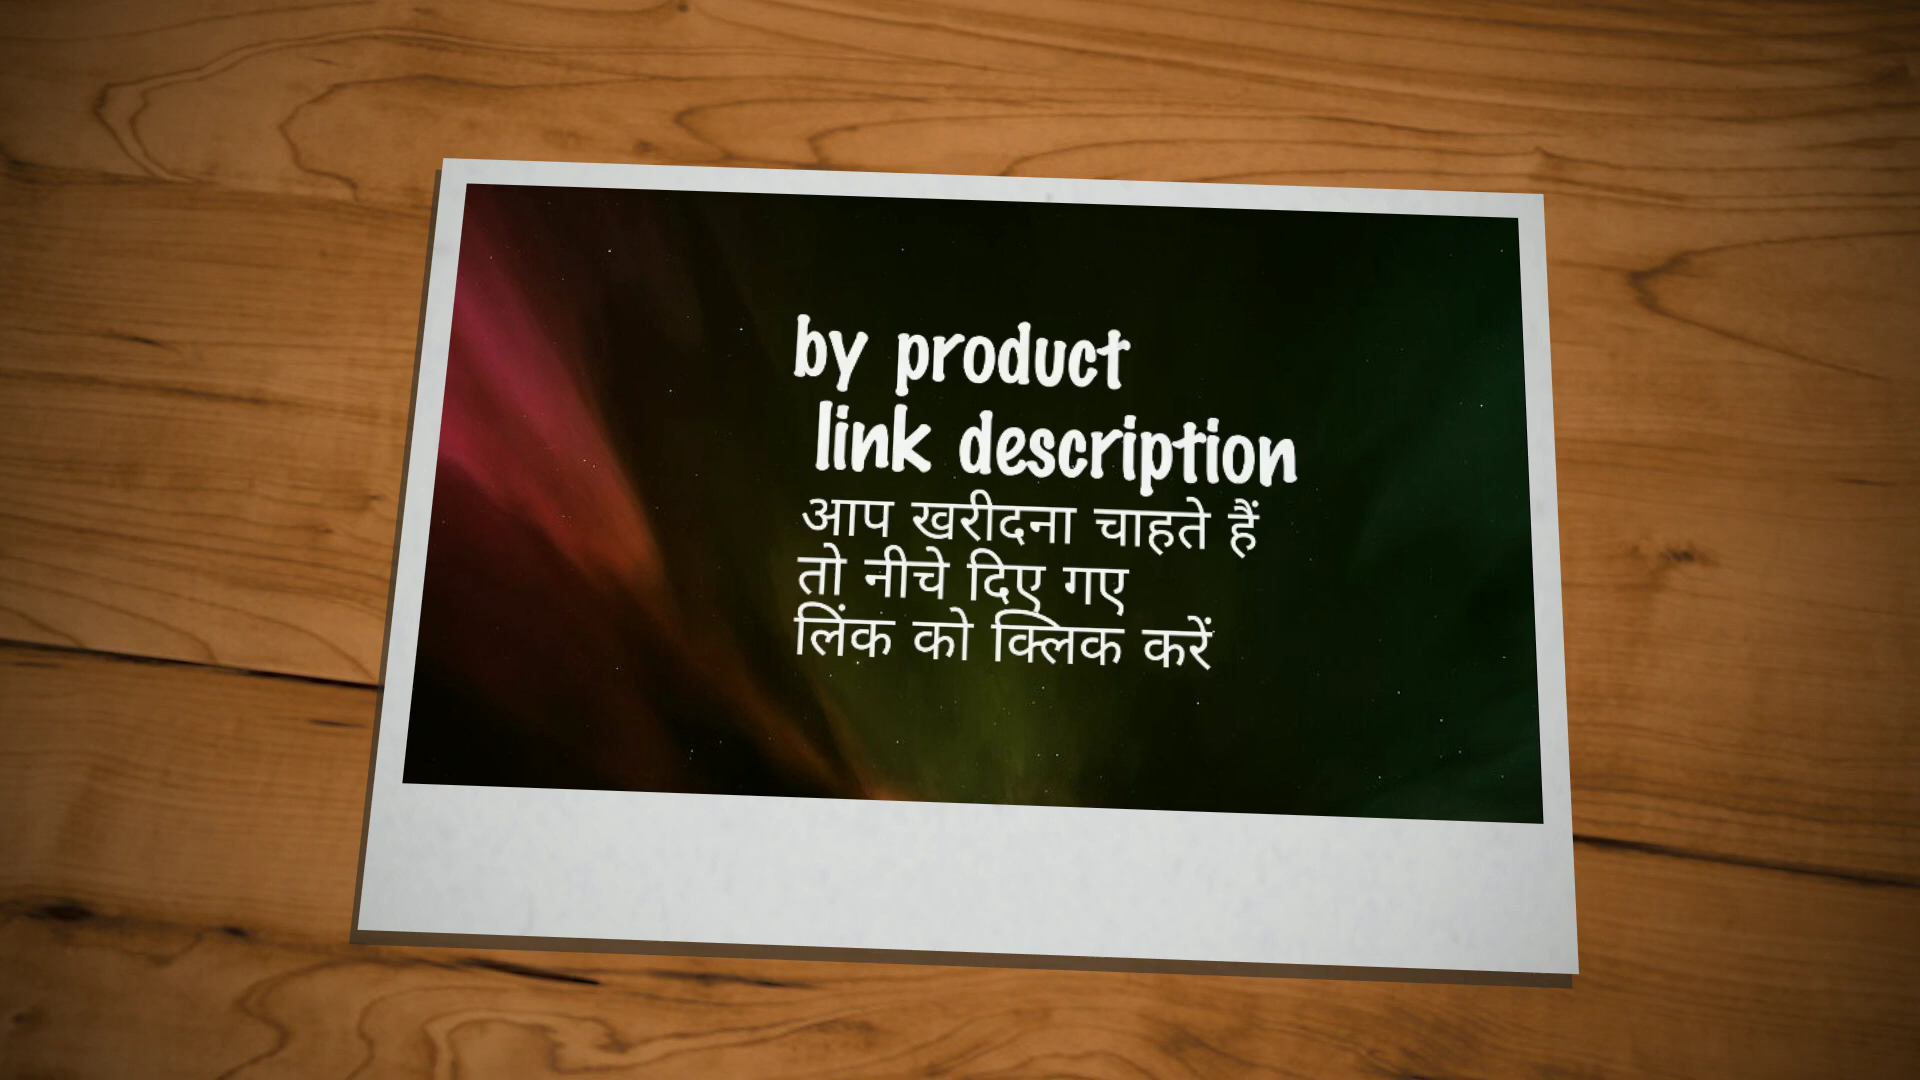 by product
link description
आप खरीदना चाहते हैं
तो नीचे दिए गए
लिंक को क्लिक करें